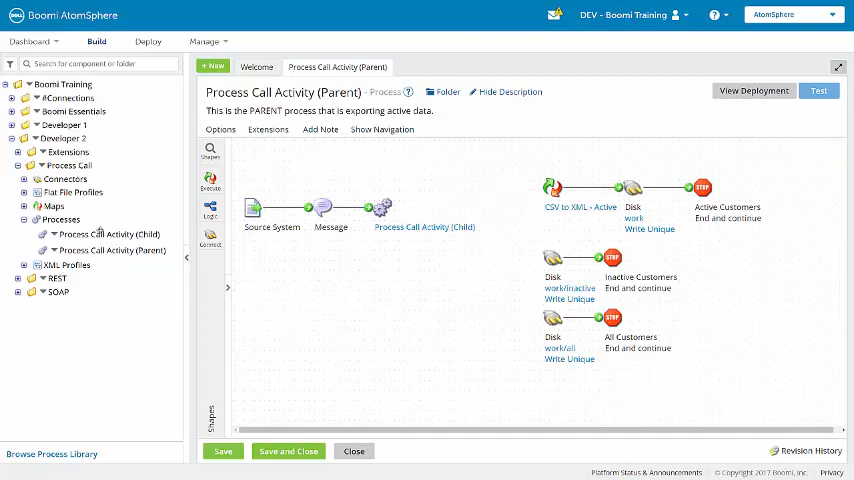 DELL Boomi AtomSphere
DEV - Boomi Training
AtomSphere
Dashboard
Build
Deploy
Manage
Search for component or folder
Boomi Training
#Connections
Boomi Essentials
Developer 1
Developer 2
Extensions
Process Call
Connectors
Flat File Profiles
Maps
Processes
Process Call Activity (Child)
Process Call Activity (Parent)
XML Profiles
REST
SOAP
Browse Process Library
+ New
Welcome
Process Call Activity (Parent)
Process Call Activity (Parent) - Process
Folder
Hide Description
View Deployment
Test
This is the PARENT process that is exporting active data.
Options
Extensions
Add Note
Show Navigation
Shapes
Execute
Logic
Connect
Shapes
Source System
Message
Process Call Activity (Child)
CSV to XML - Active
Disk
work
Write Unique
STOP
Active Customers
End and continue
Disk
work/inactive
Write Unique
STOP
Inactive Customers
End and continue
Disk
work/all
Write Unique
STOP
All Customers
End and continue
Save
Save and Close
Close
Revision History
Platform Status & Announcements
© Copyright 2017 Boomi, Inc.
Privacy